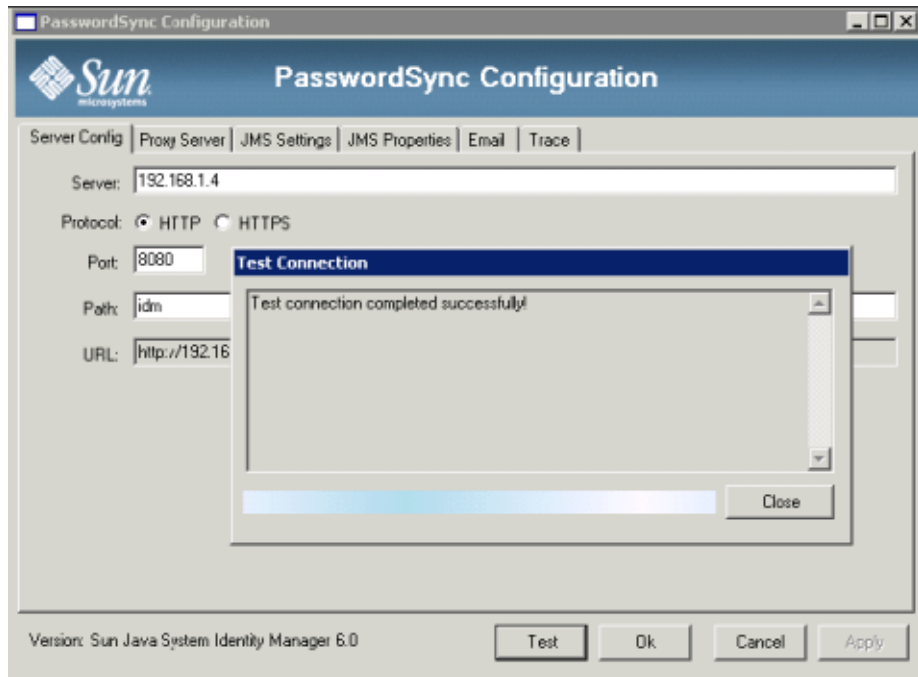 PasswordSync Configuration
Sun
microsystems
PasswordSync Configuration
Server Config Proxy Server JMS Settings JMS Properties Email Trace
Server: 192.168.1.4
Protocol: HTTP HTTPS
Port: 8080
Test Connection
Test connection completed successfully!
Path: idm
URL: http://192.16
Close
Version: Sun Java System Identity Manager 6.0
Test Ok Cancel Apply